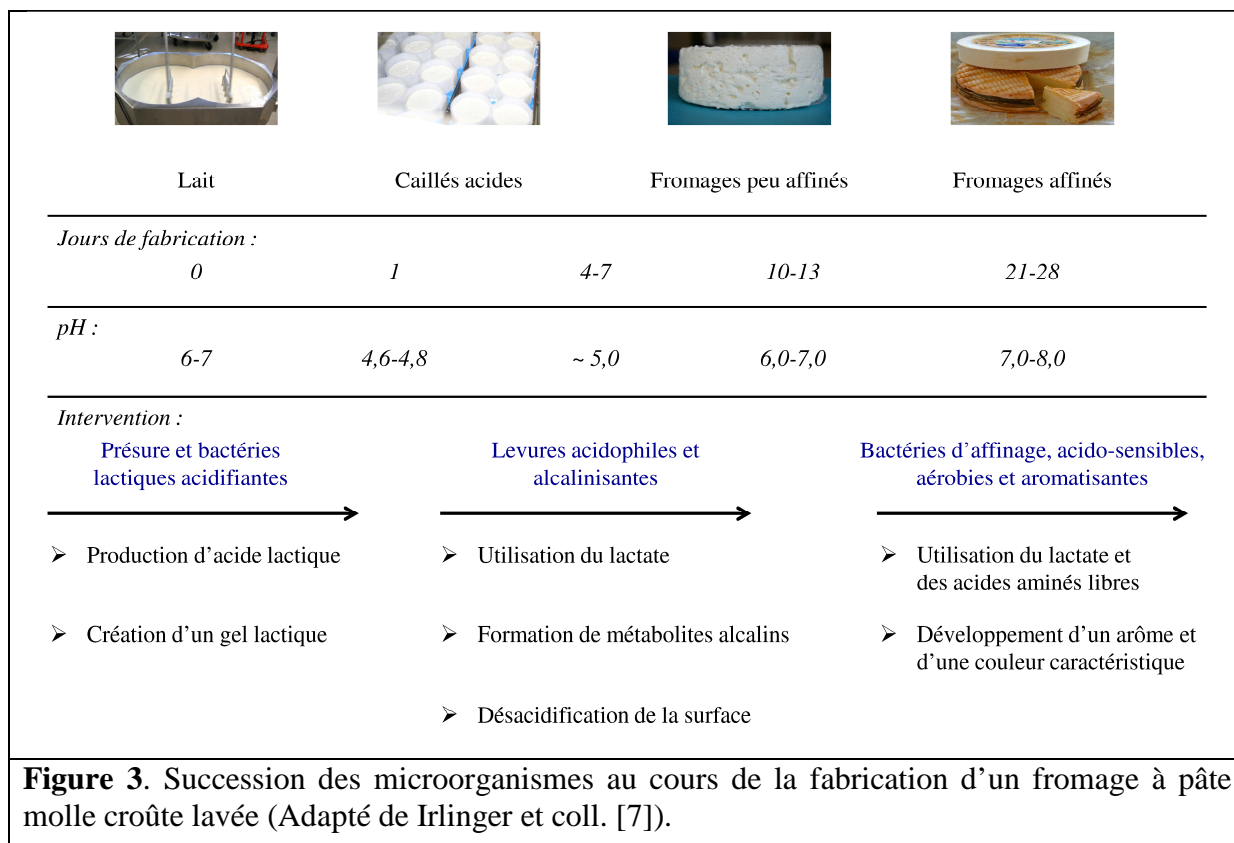 Lait Caillés acides Fromages peu affinés Fromages affinés
Jours de fabrication :
0 1 4-7 10-13 21-28
pH :
6-7 4,6-4,8 ~ 5,0 6,0-7,0 7,0-8,0
Intervention :
Présure et bactéries
lactiques acidifiantes
Levures acidophiles et
alcalinisantes
Bactéries d’affinage, acido-sensibles,
aérobies et aromatisantes
➢ Production d’acide lactique
➢ Création d’un gel lactique
➢ Utilisation du lactate
➢ Formation de métabolites alcalins
➢ Désacidification de la surface
➢ Utilisation du lactate et
des acides aminés libres
➢ Développement d’un arôme et
d’une couleur caractéristique
Figure 3. Succession des microorganismes au cours de la fabrication d’un fromage à pâte
molle croûte lavée (Adapté de Irlinger et coll. [7]).